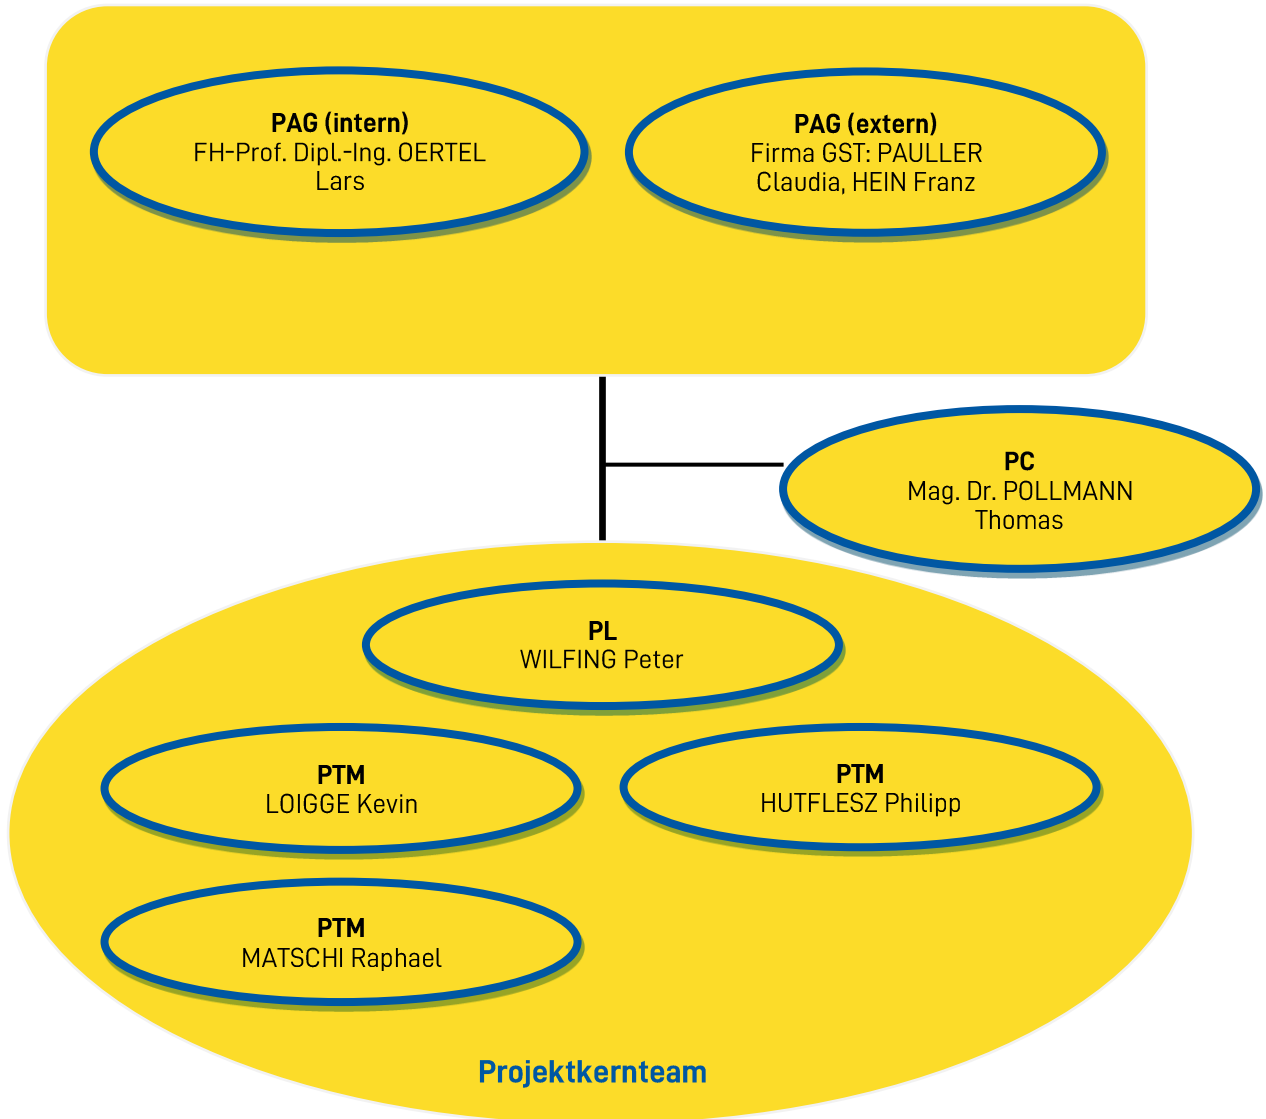 PAG (intern)
FH-Prof. Dipl.-Ing. OERTEL
Lars
PAG (extern)
Firma GST: PAULLER
Claudia, HEIN Franz
PC
Mag. Dr. POLLMANN
Thomas
PL
WILFING Peter
PTM
LOIGGE Kevin
PTM
HUTFLESZ Philipp
PTM
MATSCHI Raphael
Projektkernteam